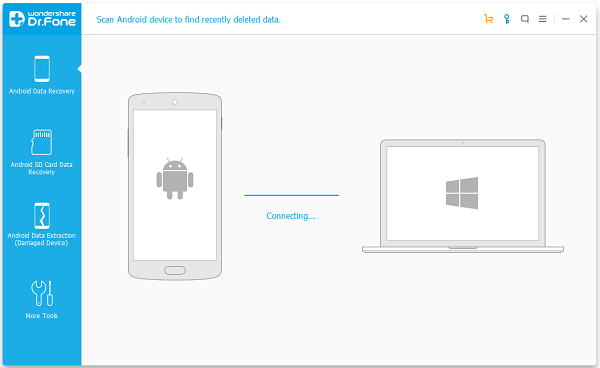 wondershare
Dr.Fone
Scan Android device to find recently deleted data.
Android Data Recovery
Android SD Card Data
Recovery
Android Data Extraction
(Damaged Device)
More Tools
Connecting...